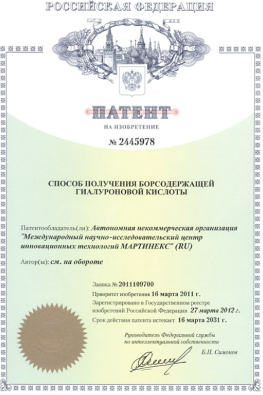 РОССИЙСКАЯ ФЕДЕРАЦИЯ
ПАТЕНТ
НА ИЗОБРЕТЕНИЕ
№ 2445978
СПОСОБ ПОЛУЧЕНИЯ БОРСОДЕРЖАЩЕЙ
ГИАЛУРОНОВОЙ КИСЛОТЫ
Патентообладатель(ли): Автономная некоммерческая организация
"Международный научно-исследовательский центр
инновационных технологий МАРТИНЕКС" (RU)
Автор(ы): см. на обороте
Заявка № 2011109700
Приоритет изобретения 16 марта 2011 г.
Зарегистрировано в Государственном реестре
изобретений Российской Федерации 27 марта 2012 г.
Срок действия патента истекает 16 марта 2031 г.
Руководитель Федеральной службы
по интеллектуальной собственности
Б.П. Симонов